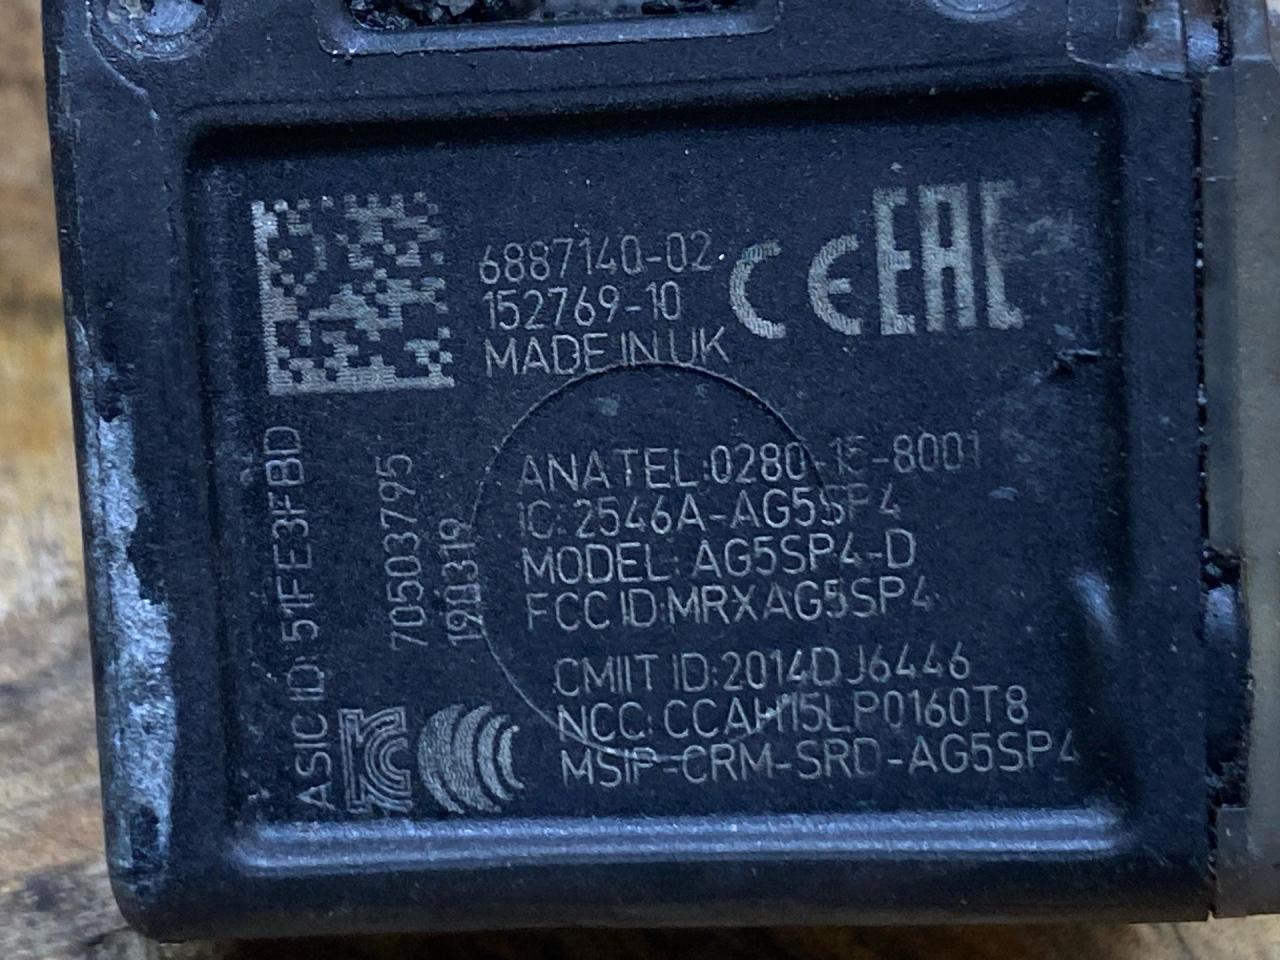 6887140-02
152769-10
MADE IN UK
CE EAC
ANATEL:0280-15-8001
IC: 2546A-AG5SP4
MODEL: AG5SP4-D
FCC ID:MRXAG5SP4
CMIIT ID:2014DJ6446
NCC: CCAH15LP0160T8
MSIP-CRM-SRD-AG5SP4
ASIC ID: 51FE3FBD
70503795
190319